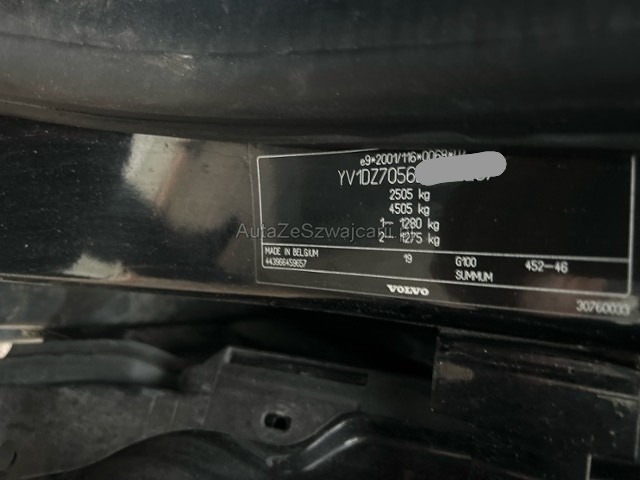 e9*2001/116*0068*
YV1DZ7056
2505 kg
4505 kg
1– 1280 kg
2– 1275 kg
AutaZeSzwajcarii
MADE IN BELGIUM 19 G100 452-46
443966459657 SUMMUM
VOLVO
30760033